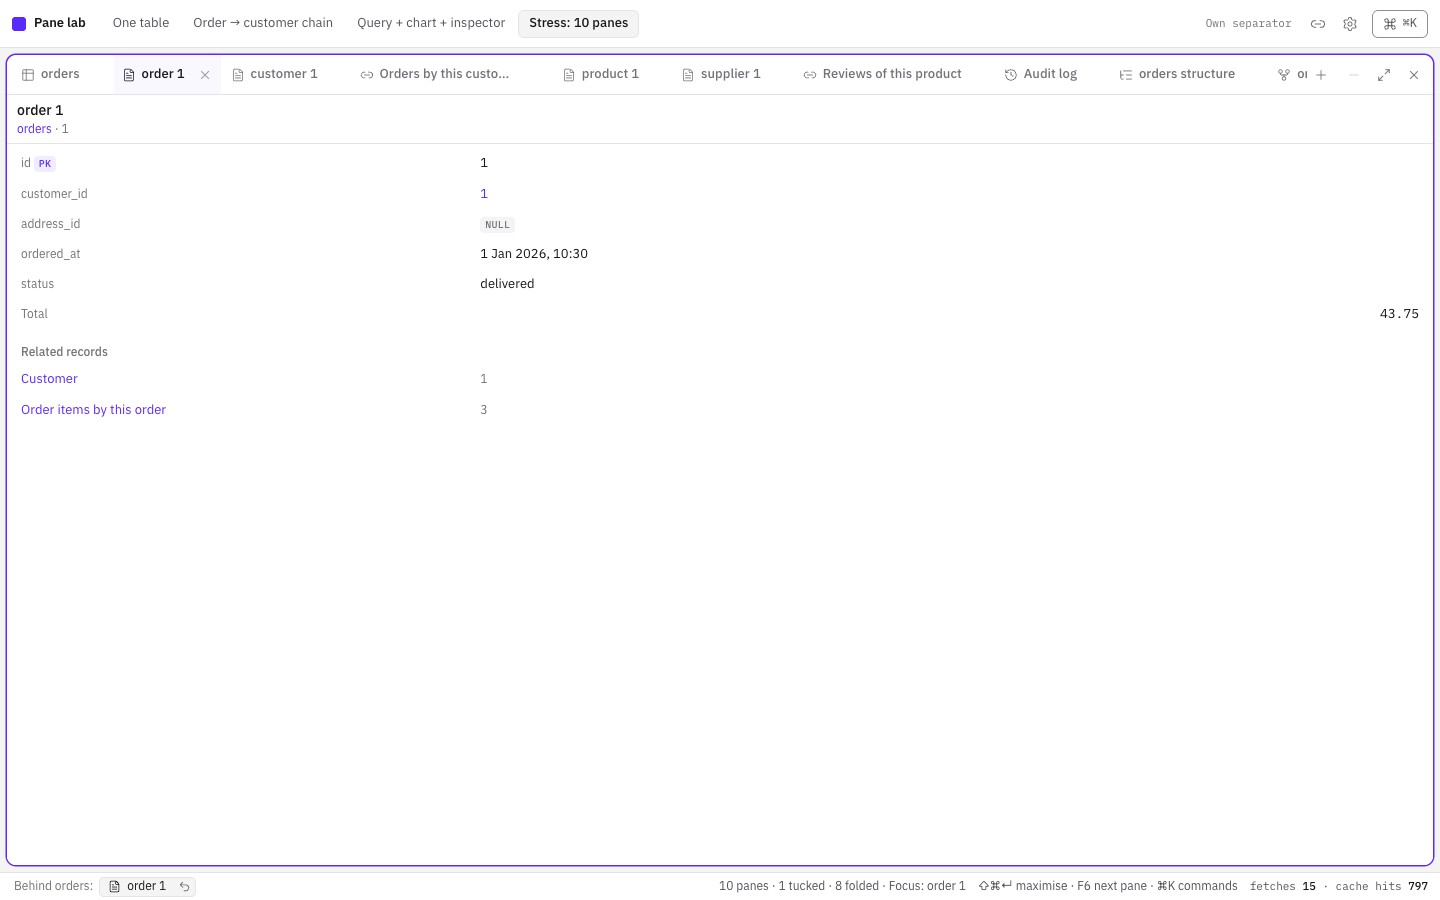 Pane lab One table Order → customer chain Query + chart + inspector Stress: 10 panes Own separator ⌘ ⌘K
orders order 1 customer 1 Orders by this custo... product 1 supplier 1 Reviews of this product Audit log orders structure or
order 1
orders · 1
id PK 1
customer_id 1
address_id NULL
ordered_at 1 Jan 2026, 10:30
status delivered
Total 43.75
Related records
Customer 1
Order items by this order 3
Behind orders: order 1 10 panes · 1 tucked · 8 folded · Focus: order 1 ⇧⌘↵ maximise · F6 next pane · ⌘K commands fetches 15 · cache hits 797